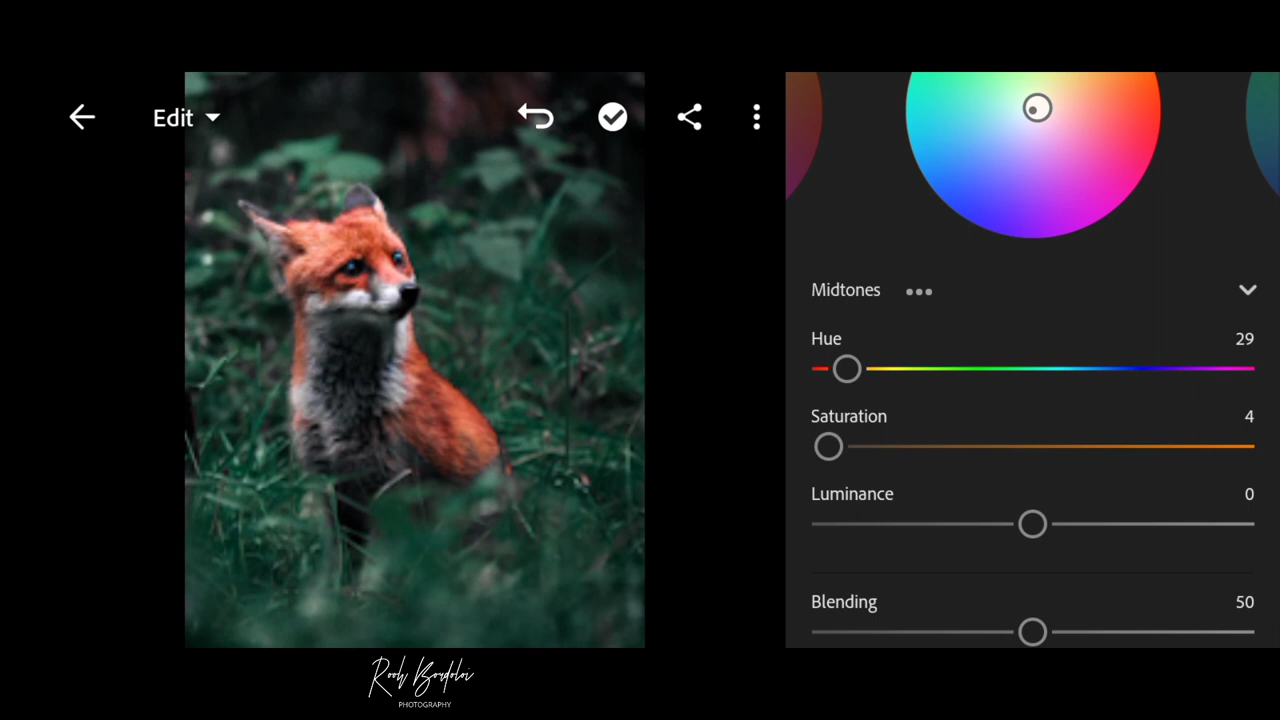 Edit
Midtones
Hue 29
Saturation 4
Luminance 0
Blending 50
PHOTOGRAPHY